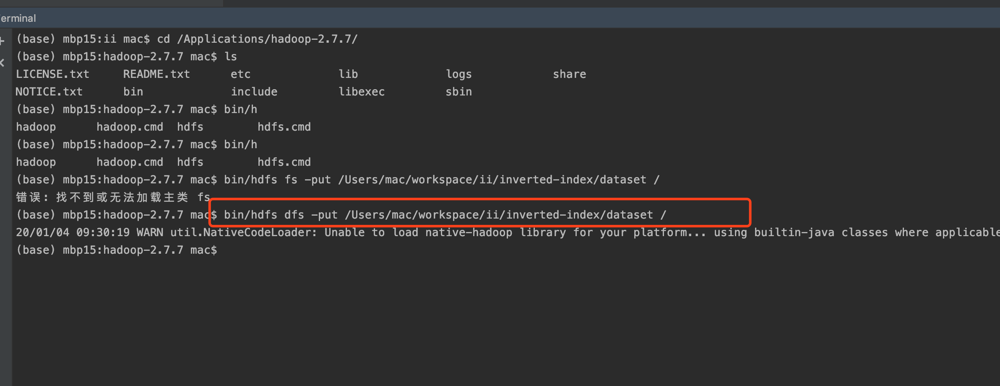 erminal
(base) mbp15:ii mac$ cd /Applications/hadoop-2.7.7/
(base) mbp15:hadoop-2.7.7 mac$ ls
LICENSE.txt README.txt etc lib logs share
NOTICE.txt bin include libexec sbin
(base) mbp15:hadoop-2.7.7 mac$ bin/h
hadoop hadoop.cmd hdfs hdfs.cmd
(base) mbp15:hadoop-2.7.7 mac$ bin/h
hadoop hadoop.cmd hdfs hdfs.cmd
(base) mbp15:hadoop-2.7.7 mac$ bin/hdfs fs -put /Users/mac/workspace/ii/inverted-index/dataset /
错误: 找不到或无法加载主类 fs
(base) mbp15:hadoop-2.7.7 mac$ bin/hdfs dfs -put /Users/mac/workspace/ii/inverted-index/dataset /
20/01/04 09:30:19 WARN util.NativeCodeLoader: Unable to load native-hadoop library for your platform... using builtin-java classes where applicable
(base) mbp15:hadoop-2.7.7 mac$